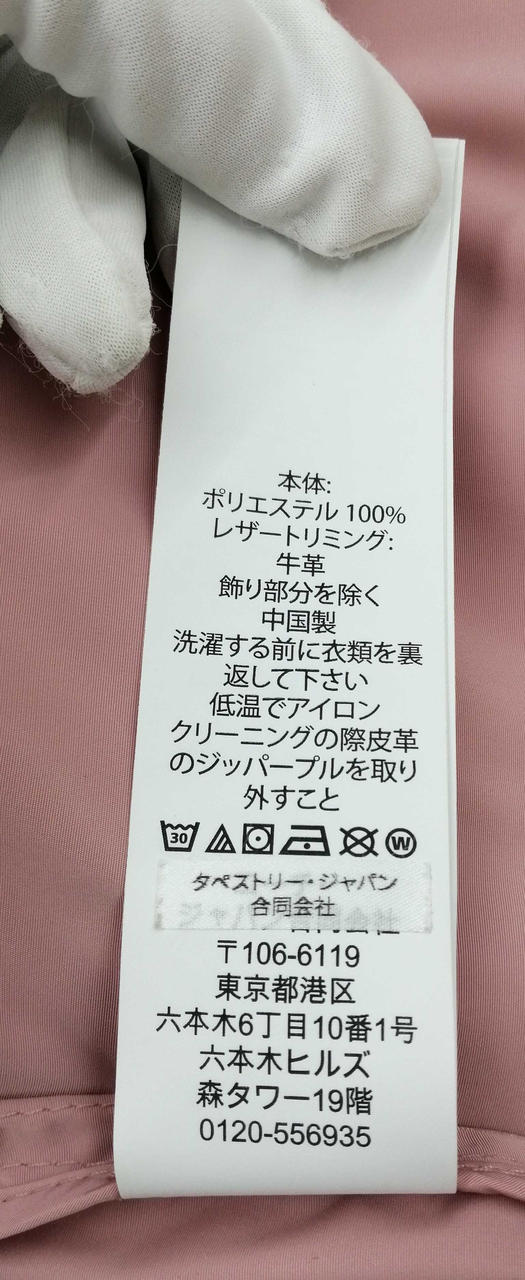 本体:
ポリエステル 100%
レザートリミング:
牛革
飾り部分を除く
中国製
洗濯する前に衣類を裏
返して下さい
低温でアイロン
クリーニングの際皮革
のジッパープルを取り
外すこと
30 W
タペストリー・ジャパン
合同会社
〒106-6119
東京都港区
六本木6丁目10番1号
六本木ヒルズ
森タワー19階
0120-556935